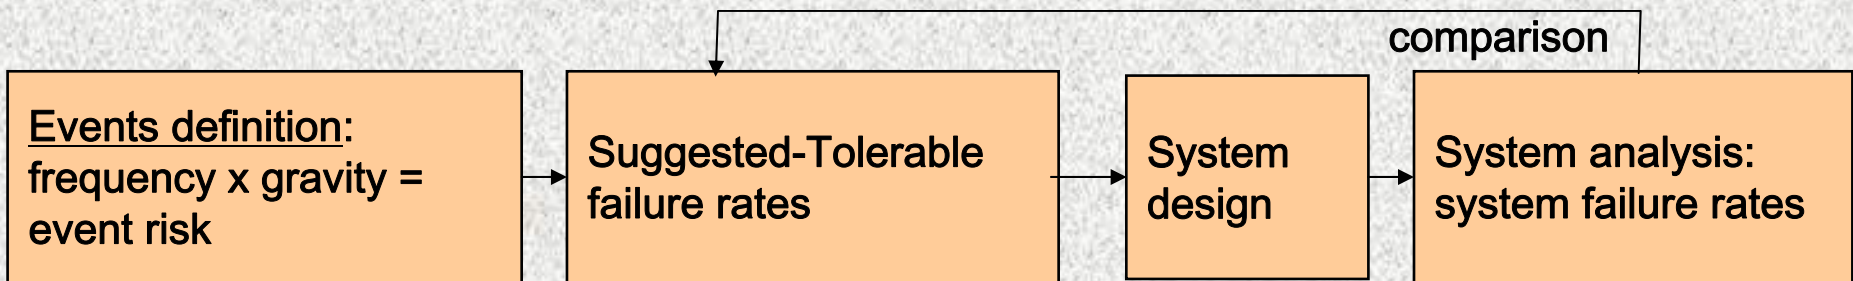 comparison
Events definition:
frequency x gravity =
event risk
Suggested-Tolerable
failure rates
System
design
System analysis:
system failure rates